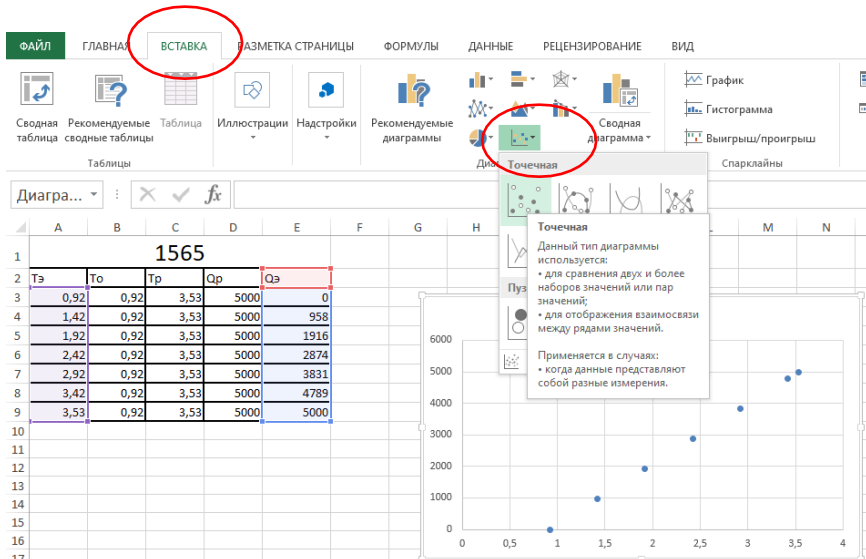 ФАЙЛ ГЛАВНАЯ ВСТАВКА РАЗМЕТКА СТРАНИЦЫ ФОРМУЛЫ ДАННЫЕ РЕЦЕНЗИРОВАНИЕ ВИД
Сводная таблица
Рекомендуемые сводные таблицы
Таблица
Иллюстрации
Надстройки
Рекомендуемые диаграммы
Сводная диаграмма
График
Гистограмма
Выигрыш/проигрыш
Таблицы
Спарклайны
Точечная
Диагра... fx
Точечная
Данный тип диаграммы
используется:
• для сравнения двух и более
наборов значений или пар
значений;
• для отображения взаимосвязи
между рядами значений.
Применяется в случаях:
• когда данные представляют
собой разные измерения.
A B C D E F G H M N
1 1565
2 Тэ То Тр Qр Qэ
3 0,92 0,92 3,53 5000 0
4 1,42 0,92 3,53 5000 958
5 1,92 0,92 3,53 5000 1916
6 2,42 0,92 3,53 5000 2874
7 2,92 0,92 3,53 5000 3831
8 3,42 0,92 3,53 5000 4789
9 3,53 0,92 3,53 5000 5000
10
11
12
13
14
15
16
17
6000
5000
4000
3000
2000
1000
0
0 0,5 1 1,5 2 2,5 3 3,5 4